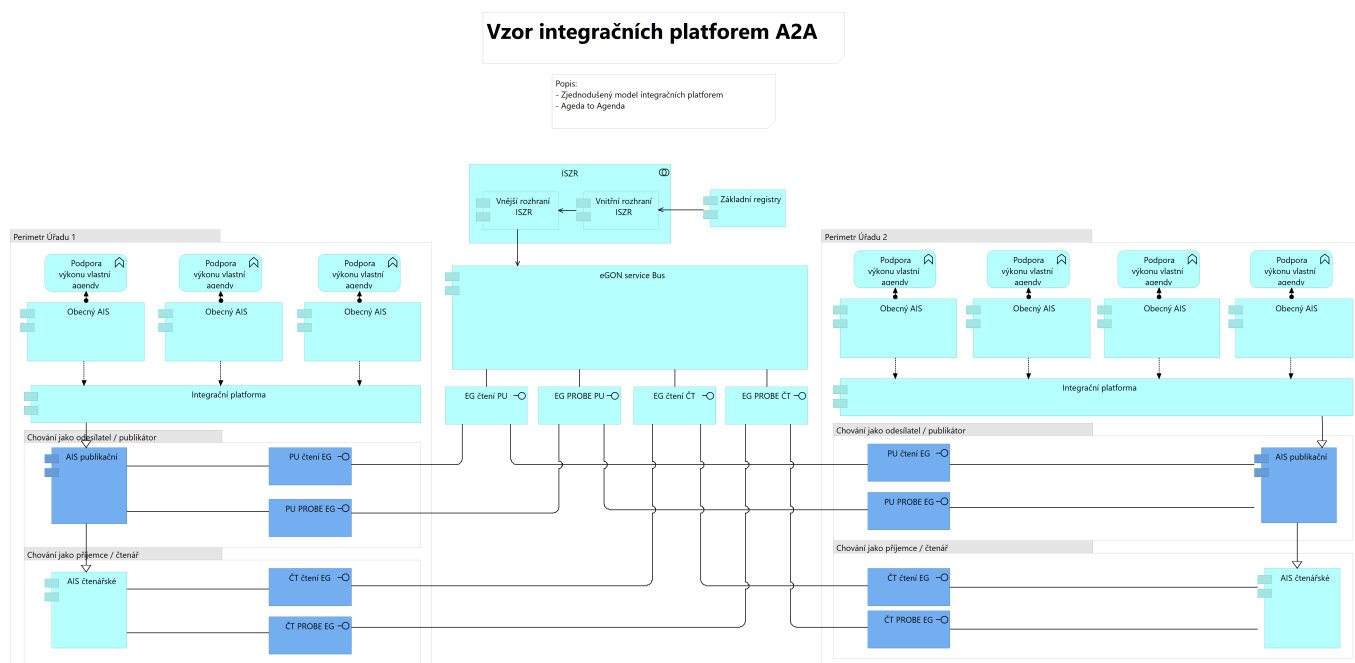 Vzor integračních platforem A2A
Popis:
- Zjednodušený model integračních platforem
- Ageda to Agenda
ISZR
Vnější rozhraní
ISZR
Vnitřní rozhraní
ISZR
Základní registry
Perimetr Úřadu 1
Podpora
výkonu vlastní
agendy
Podpora
výkonu vlastní
agendy
Podpora
výkonu vlastní
agendy
Obecný AIS
Obecný AIS
Obecný AIS
Integrační platforma
Chování jako odesílatel / publikátor
AIS publikační
PU čtení EG
PU PROBE EG
Chování jako příjemce / čtenář
AIS čtenářské
ČT čtení EG
ČT PROBE EG
eGON service Bus
EG čtení PU
EG PROBE PU
EG čtení ČT
EG PROBE ČT
Perimetr Úřadu 2
Podpora
výkonu vlastní
agendy
Podpora
výkonu vlastní
agendy
Podpora
výkonu vlastní
agendy
Podpora
výkonu vlastní
agendy
Obecný AIS
Obecný AIS
Obecný AIS
Obecný AIS
Integrační platforma
Chování jako odesílatel / publikátor
PU čtení EG
AIS publikační
PU PROBE EG
Chování jako příjemce / čtenář
ČT čtení EG
AIS čtenářské
ČT PROBE EG